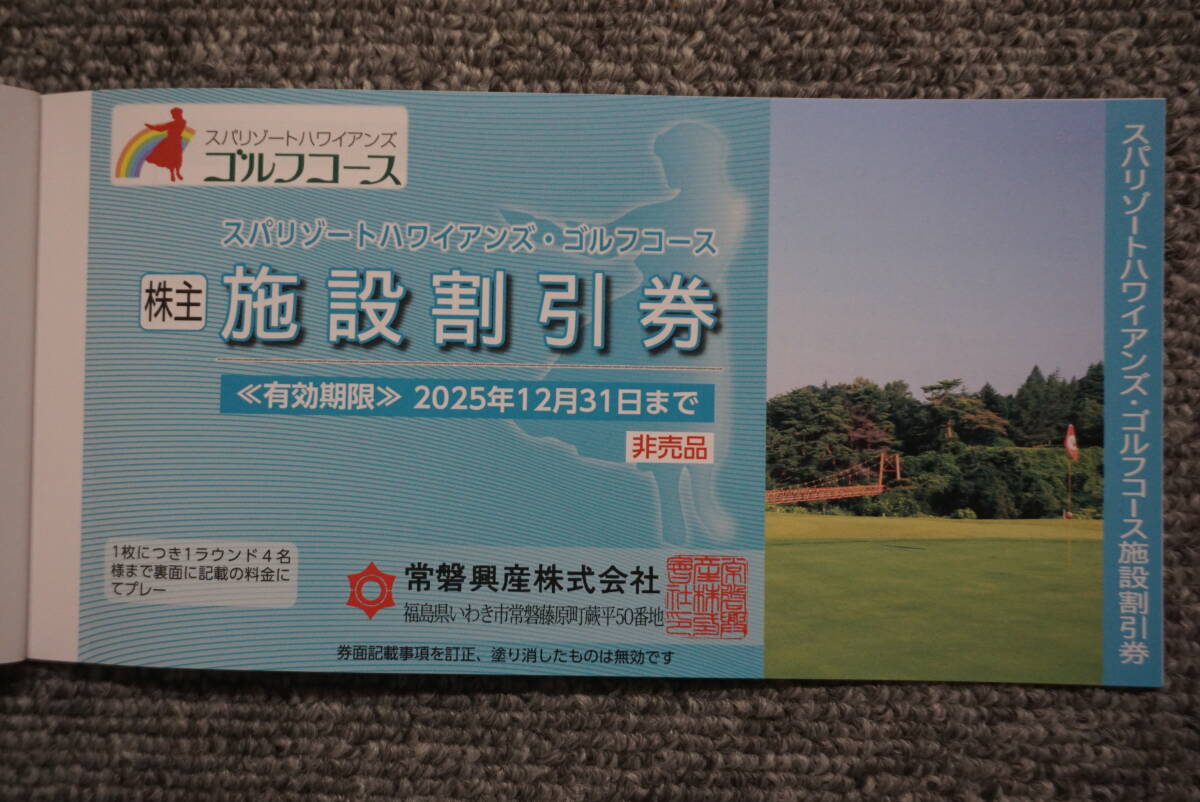 スパリゾートハワイアンズ
ゴルフコース
スパリゾートハワイアンズ・ゴルフコース
株主 施設割引券
≪有効期限≫ 2025年12月31日まで
非売品
1枚につき1ラウンド4名
様まで裏面に記載の料金に
てプレー
常磐興産株式会社
福島県いわき市常磐藤原町蕨平50番地
券面記載事項を訂正、塗り消したものは無効です
スパリゾートハワイアンズ・ゴルフコース施設割引券